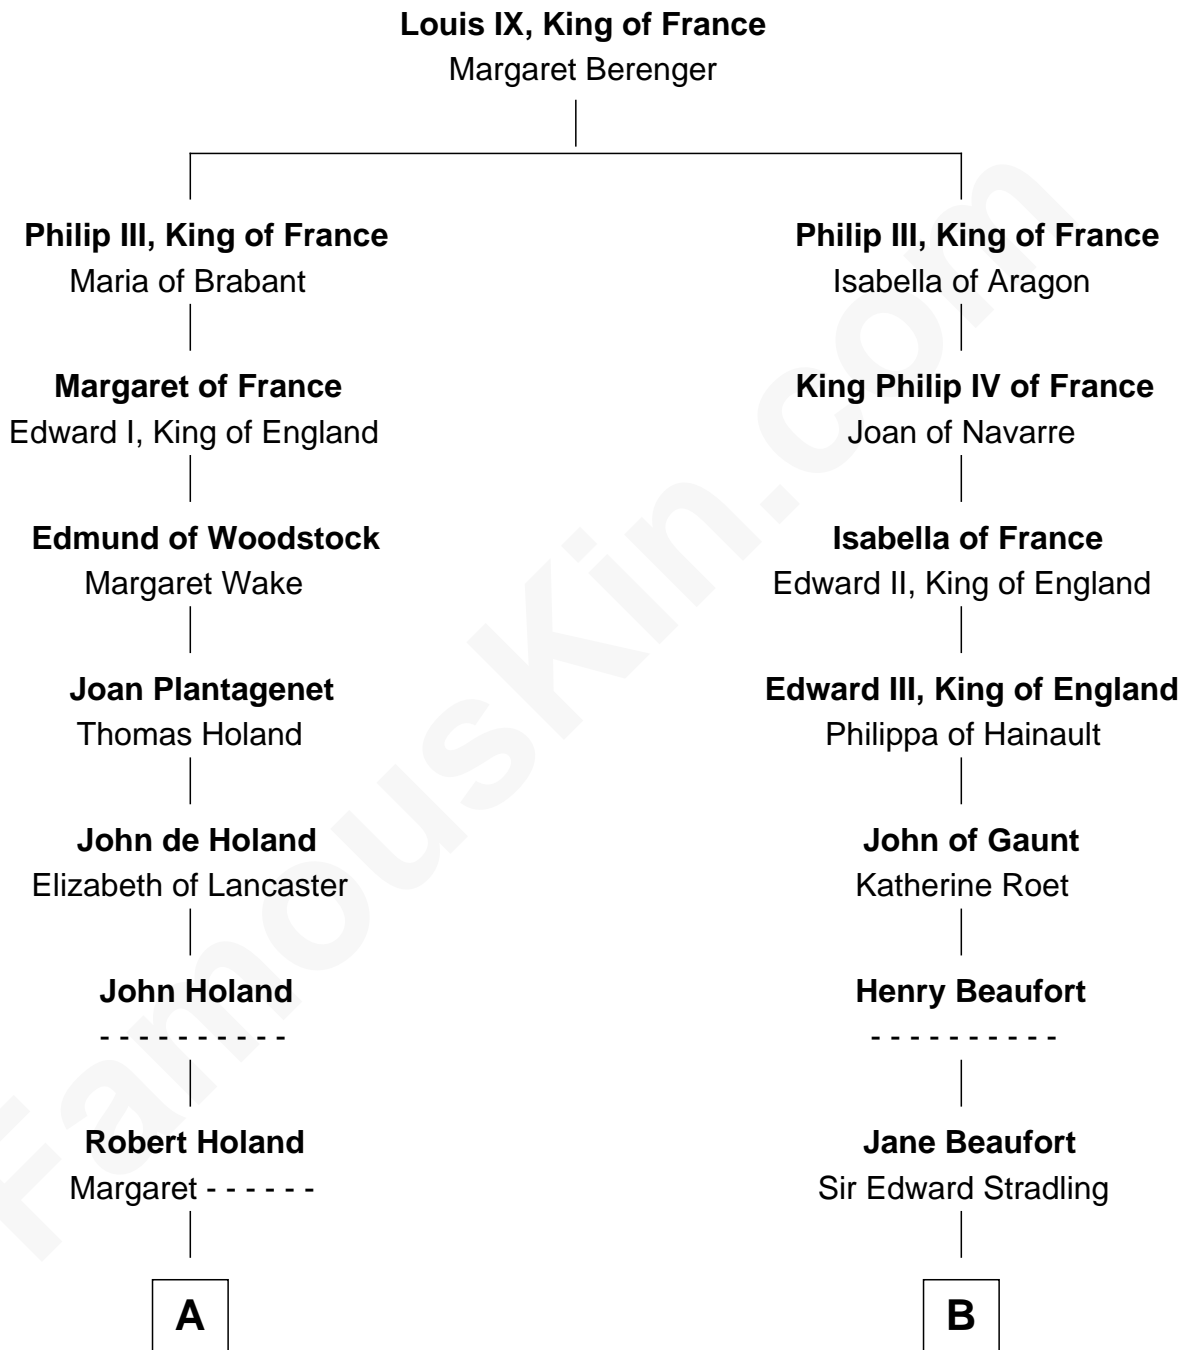 Louis IX, King of France
Margaret Berenger
Philip III, King of France
Maria of Brabant
Margaret of France
Edward I, King of England
Edmund of Woodstock
Margaret Wake
Joan Plantagenet
Thomas Holand
John de Holand
Elizabeth of Lancaster
John Holand
- - - - - - - - - -
Robert Holand
Margaret - - - - - -
A
Philip III, King of France
Isabella of Aragon
King Philip IV of France
Joan of Navarre
Isabella of France
Edward II, King of England
Edward III, King of England
Philippa of Hainault
John of Gaunt
Katherine Roet
Henry Beaufort
- - - - - - - - - -
Jane Beaufort
Sir Edward Stradling
B
FamousKin.com